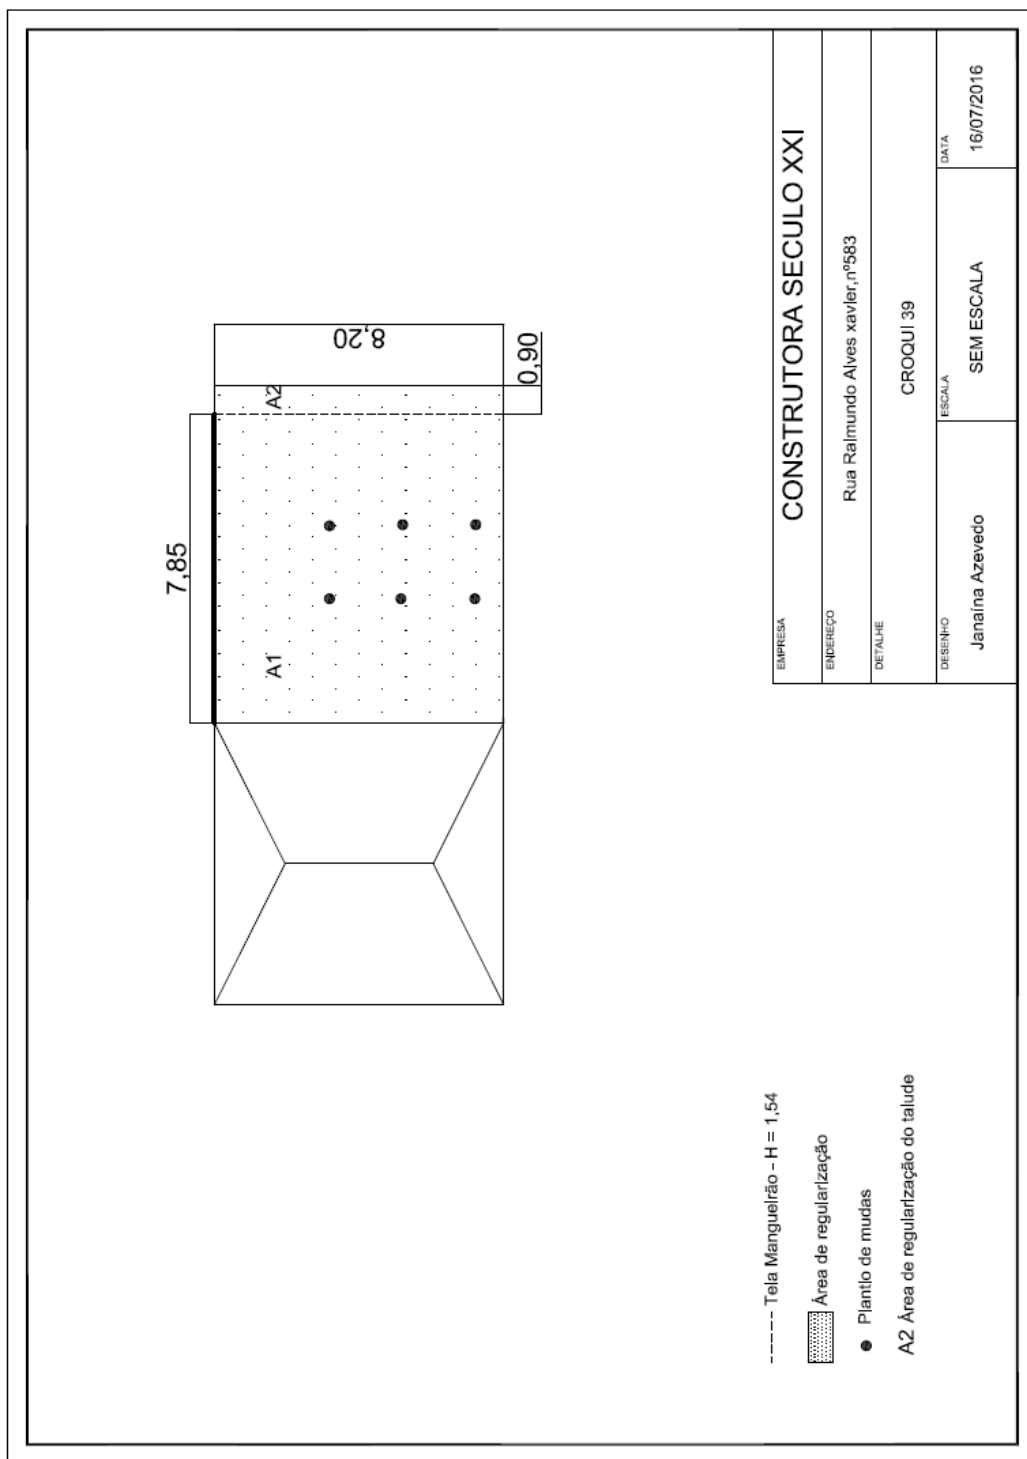 7,85
A1
A2
8,20
0,90
----- Tela Mangueirão - H = 1,54
Área de regularização
Plantio de mudas
A2 Área de regularização do talude
EMPRESA
CONSTRUTORA SECULO XXI
ENDEREÇO
Rua Raimundo Alves xavier,nº583
DETALHE
CROQUI 39
DESENHO
Janaína Azevedo
ESCALA
SEM ESCALA
DATA
16/07/2016